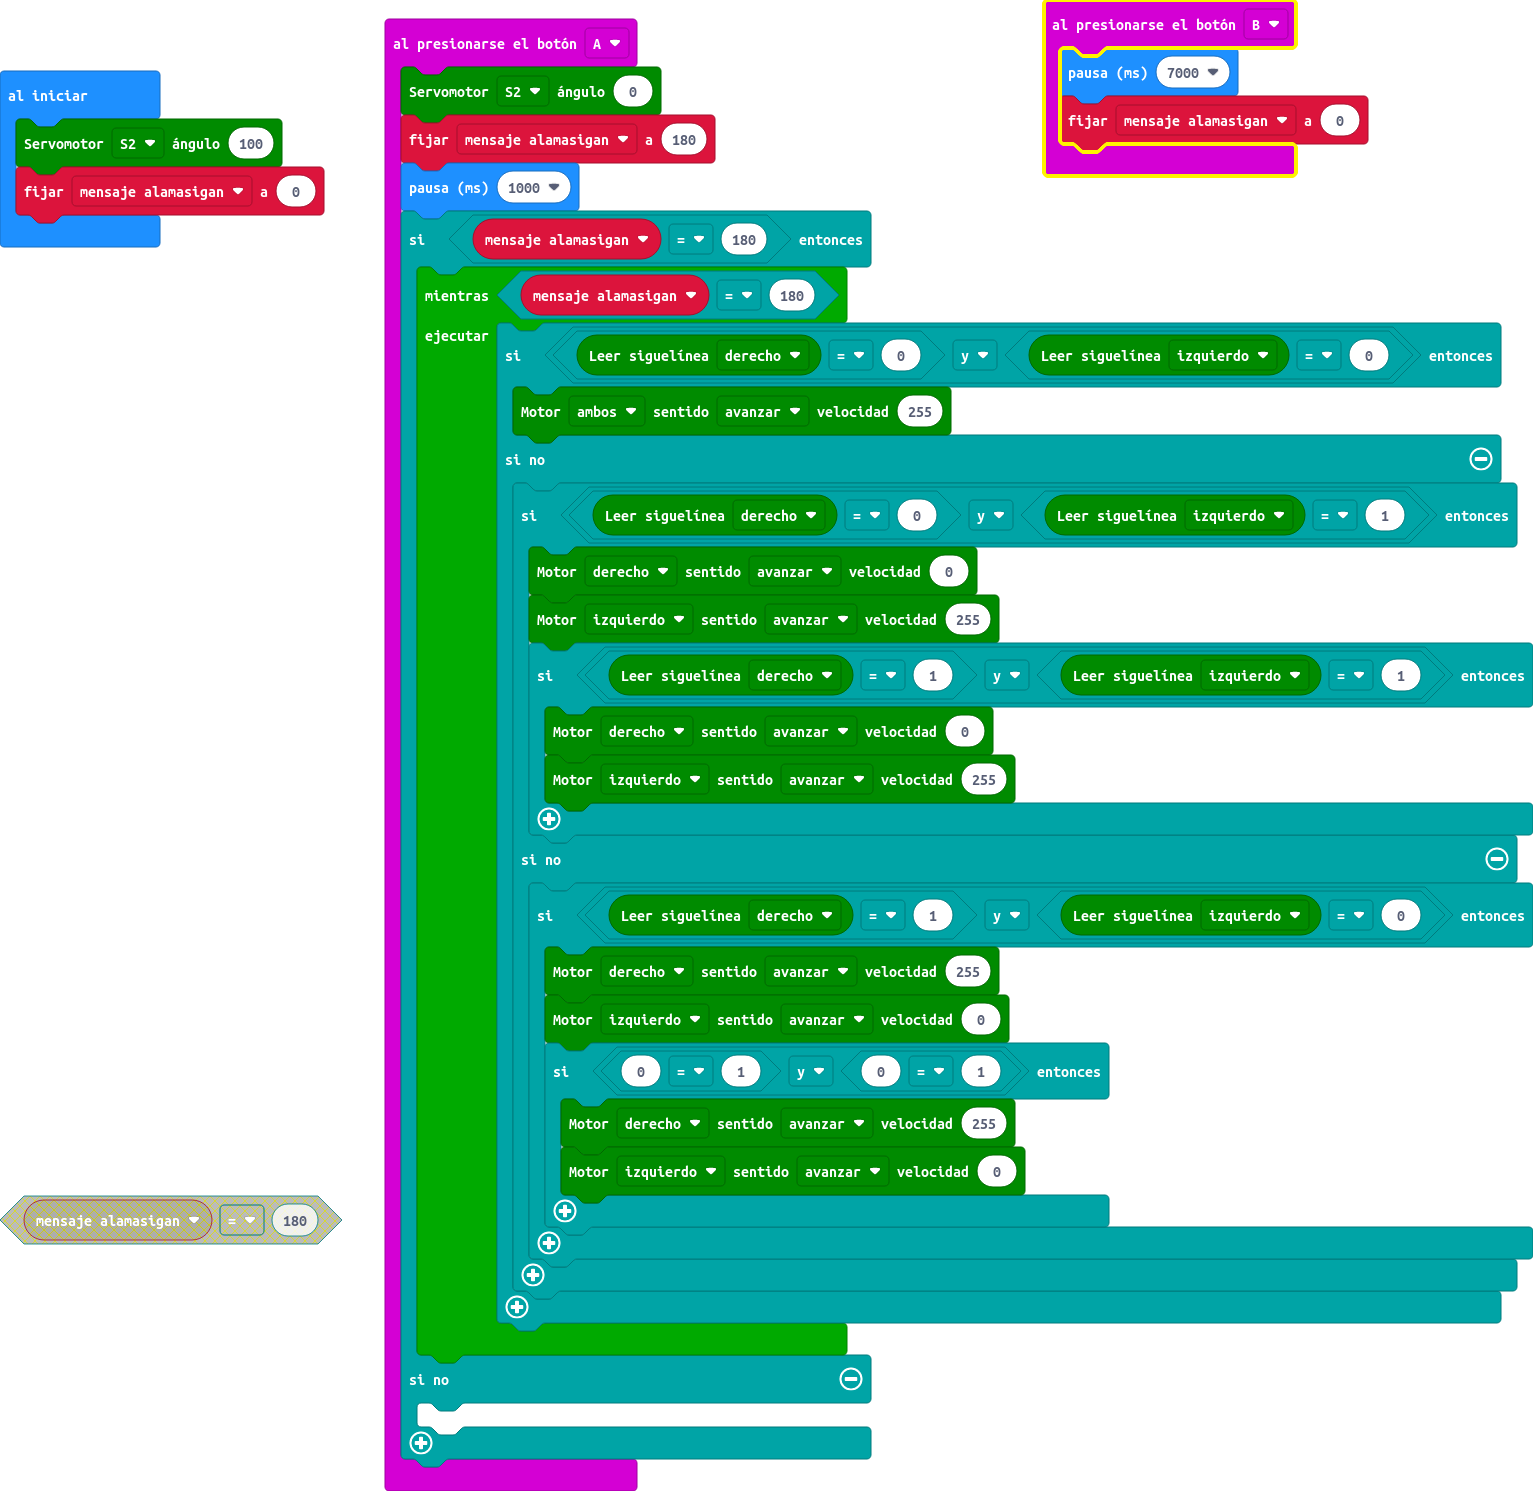 al iniciar
Servomotor S2 ángulo 100
fijar mensaje alamasigan a 0
al presionarse el botón A
Servomotor S2 ángulo 0
fijar mensaje alamasigan a 180
pausa (ms) 1000
si mensaje alamasigan = 180 entonces
mientras mensaje alamasigan = 180
ejecutar
si Leer siguelínea derecho = 0 y Leer siguelínea izquierdo = 0 entonces
Motor ambos sentido avanzar velocidad 255
si no
si Leer siguelínea derecho = 0 y Leer siguelínea izquierdo = 1 entonces
Motor derecho sentido avanzar velocidad 0
Motor izquierdo sentido avanzar velocidad 255
si Leer siguelínea derecho = 1 y Leer siguelínea izquierdo = 1 entonces
Motor derecho sentido avanzar velocidad 0
Motor izquierdo sentido avanzar velocidad 255
si no
si Leer siguelínea derecho = 1 y Leer siguelínea izquierdo = 0 entonces
Motor derecho sentido avanzar velocidad 255
Motor izquierdo sentido avanzar velocidad 0
si 0 = 1 y 0 = 1 entonces
Motor derecho sentido avanzar velocidad 255
Motor izquierdo sentido avanzar velocidad 0
si no
al presionarse el botón B
pausa (ms) 7000
fijar mensaje alamasigan a 0
mensaje alamasigan = 180